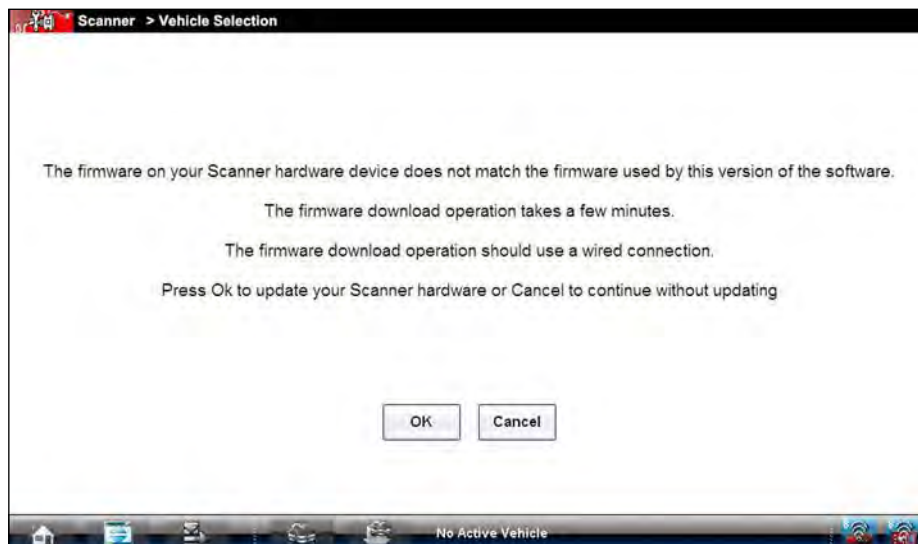 Scanner > Vehicle Selection
The firmware on your Scanner hardware device does not match the firmware used by this version of the software.
The firmware download operation takes a few minutes.
The firmware download operation should use a wired connection.
Press Ok to update your Scanner hardware or Cancel to continue without updating
OK Cancel
No Active Vehicle